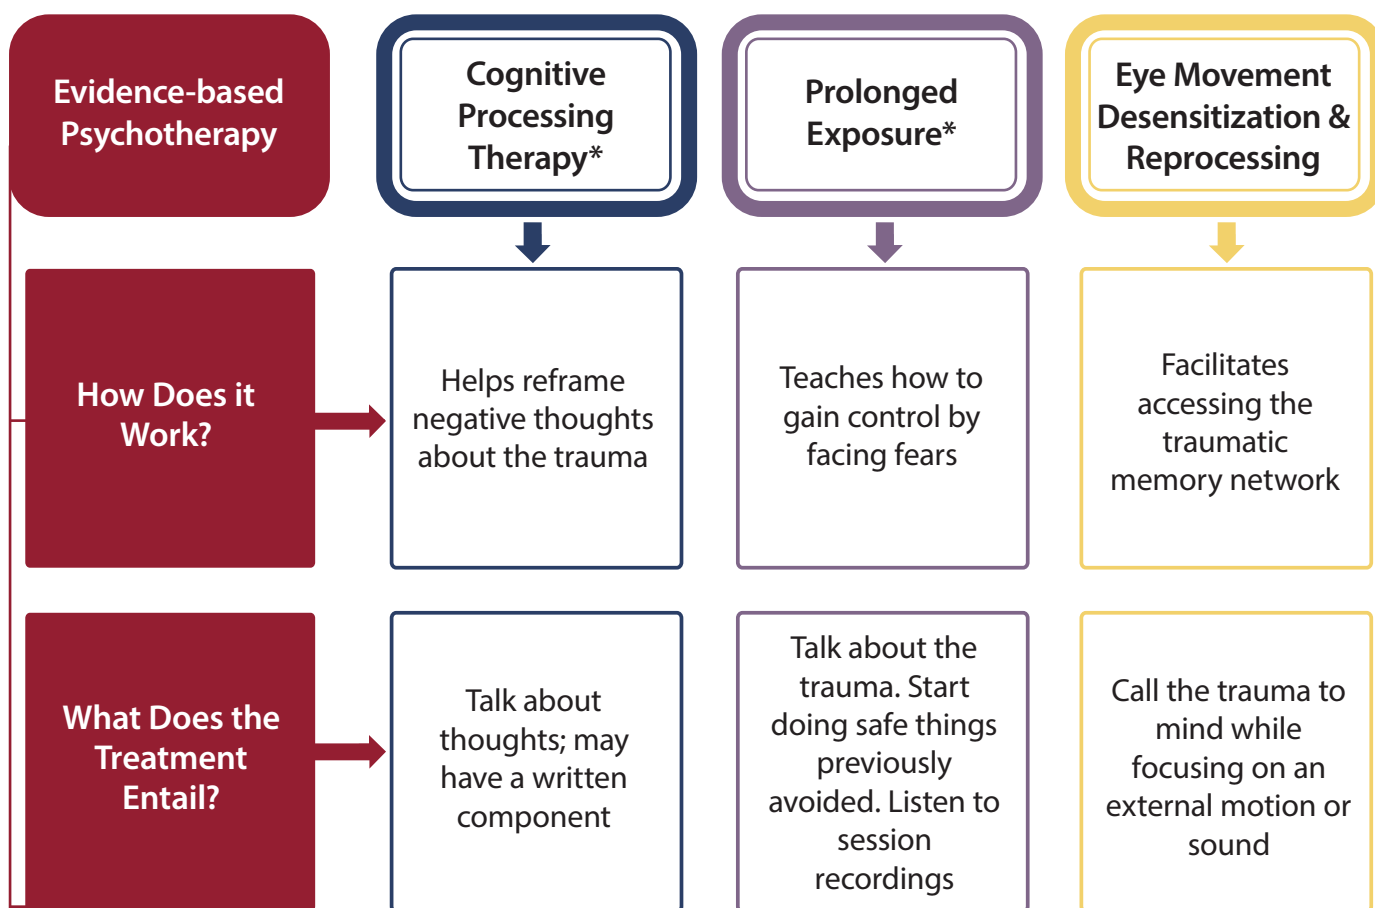 Evidence-based
Psychotherapy
Cognitive
Processing
Therapy*
Prolonged
Exposure*
Eye Movement
Desensitization &
Reprocessing
How Does it
Work?
Helps reframe
negative thoughts
about the trauma
Teaches how to
gain control by
facing fears
Facilitates
accessing the
traumatic
memory network
What Does the
Treatment
Entail?
Talk about
thoughts; may
have a written
component
Talk about the
trauma. Start
doing safe things
previously
avoided. Listen to
session
recordings
Call the trauma to
mind while
focusing on an
external motion or
sound